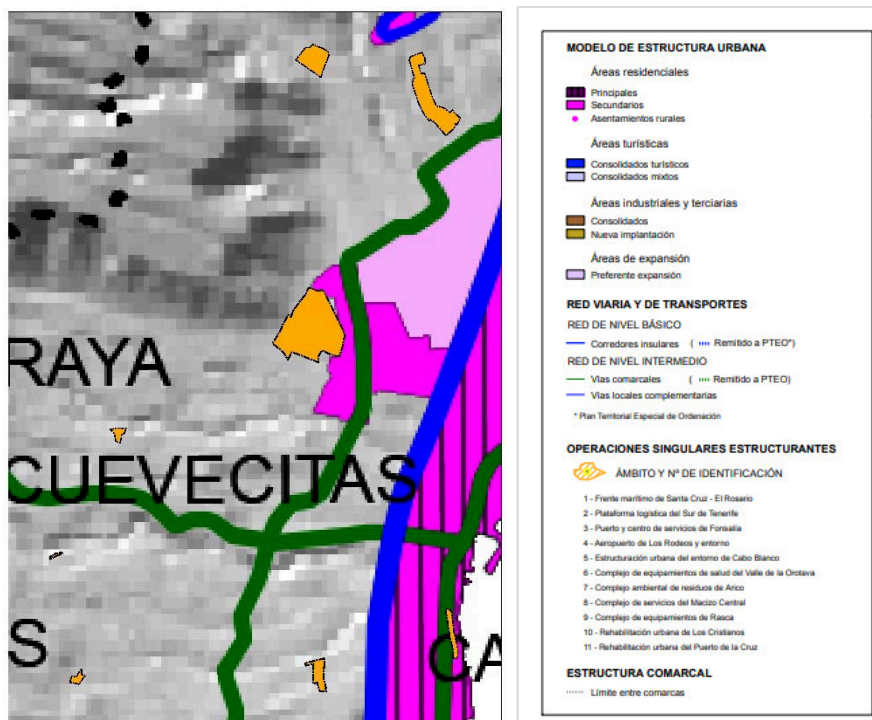 RAYA
CUEVECITAS
S
CA
MODELO DE ESTRUCTURA URBANA
Áreas residenciales
Principales
Secundarios
Asentamientos rurales
Áreas turísticas
Consolidados turísticos
Consolidados mixtos
Áreas industriales y terciarias
Consolidados
Nueva implantación
Áreas de expansión
Preferente expansión
RED VIARIA Y DE TRANSPORTES
RED DE NIVEL BÁSICO
Corredores insulares ( Remitido a PTEO*)
RED DE NIVEL INTERMEDIO
Vías comarcales ( Remitido a PTEO)
Vías locales complementarias
* Plan Territorial Especial de Ordenación
OPERACIONES SINGULARES ESTRUCTURANTES
ÁMBITO Y Nº DE IDENTIFICACIÓN
1 - Frente marítimo de Santa Cruz - El Rosario
2 - Plataforma logística del Sur de Tenerife
3 - Puerto y centro de servicios de Fonsalía
4 - Aeropuerto de Los Rodeos y entorno
5 - Estructuración urbana del entorno de Cabo Blanco
6 - Complejo de equipamientos de salud del Valle de la Orotava
7 - Complejo ambiental de residuos de Arico
8 - Complejo de servicios del Macizo Central
9 - Complejo de equipamientos de Rasca
10 - Rehabilitación urbana de Los Cristianos
11 - Rehabilitación urbana del Puerto de la Cruz
ESTRUCTURA COMARCAL
Límite entre comarcas